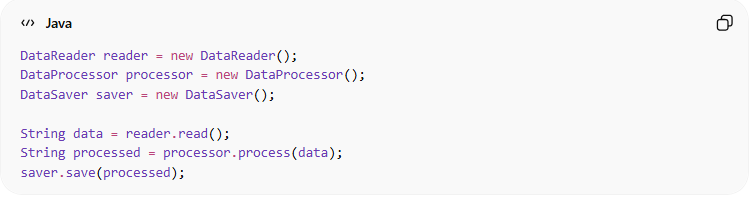 </> Java
DataReader reader = new DataReader();
DataProcessor processor = new DataProcessor();
DataSaver saver = new DataSaver();
String data = reader.read();
String processed = processor.process(data);
saver.save(processed);